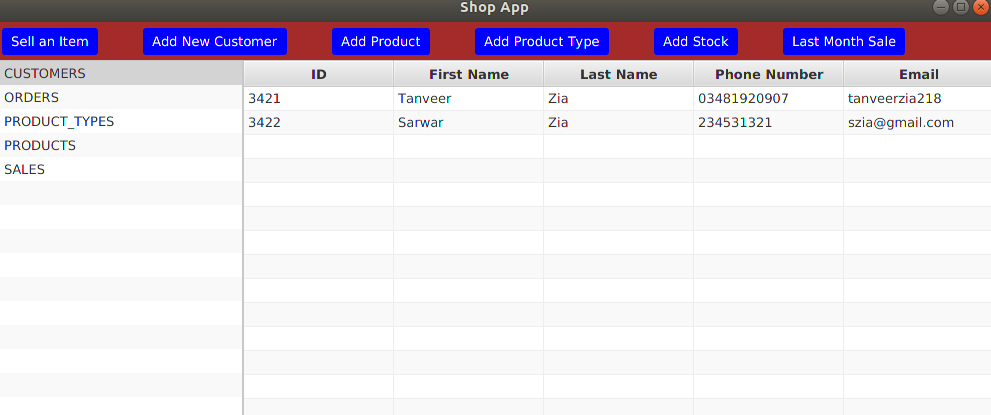 Shop App
Sell an Item Add New Customer Add Product Add Product Type Add Stock Last Month Sale
CUSTOMERS
ORDERS
PRODUCT_TYPES
PRODUCTS
SALES
ID First Name Last Name Phone Number Email
3421 Tanveer Zia 03481920907 tanveerzia218
3422 Sarwar Zia 234531321 szia@gmail.com